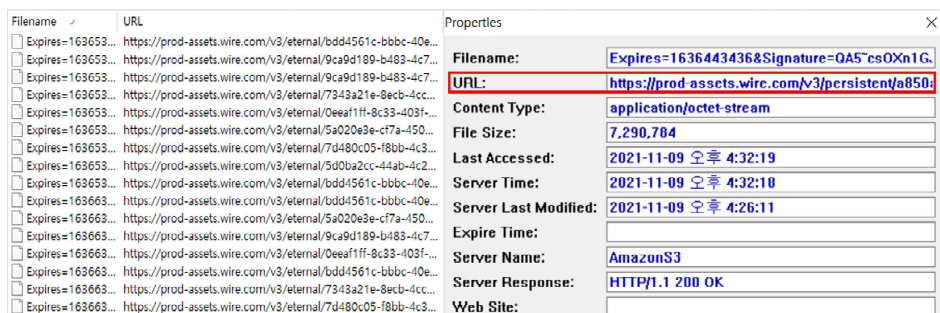 Filename URL
Expires=163653... https://prod-assets.wire.com/v3/eternal/bdd4561c-bbbc-40e...
Expires=163653... https://prod-assets.wire.com/v3/eternal/9ca9d189-b483-4c7...
Expires=163653... https://prod-assets.wire.com/v3/eternal/9ca9d189-b483-4c7...
Expires=163653... https://prod-assets.wire.com/v3/eternal/7343a21e-8ecb-4cc...
Expires=163653... https://prod-assets.wire.com/v3/eternal/0eeaf1ff-8c33-403f-...
Expires=163653... https://prod-assets.wire.com/v3/eternal/5a020e3e-cf7a-450...
Expires=163653... https://prod-assets.wire.com/v3/eternal/7d480c05-f8bb-4c3...
Expires=163653... https://prod-assets.wire.com/v3/eternal/5d0ba2cc-44ab-4c2...
Expires=163653... https://prod-assets.wire.com/v3/eternal/bdd4561c-bbbc-40e...
Expires=163663... https://prod-assets.wire.com/v3/eternal/bdd4561c-bbbc-40e...
Expires=163663... https://prod-assets.wire.com/v3/eternal/5a020e3e-cf7a-450...
Expires=163663... https://prod-assets.wire.com/v3/eternal/9ca9d189-b483-4c7...
Expires=163663... https://prod-assets.wire.com/v3/eternal/0eeaf1ff-8c33-403f-...
Expires=163663... https://prod-assets.wire.com/v3/eternal/bdd4561c-bbbc-40e...
Expires=163663... https://prod-assets.wire.com/v3/eternal/7343a21e-8ecb-4cc...
Expires=163663... https://prod-assets.wire.com/v3/eternal/7d480c05-f8bb-4c3...
Properties
Filename: Expires=1636443436&Signature=QA5~csOXn1G
URL: https://prod-assets.wire.com/v3/persistent/a850
Content Type: application/octet-stream
File Size: 7,290,784
Last Accessed: 2021-11-09 오후 4:32:19
Server Time: 2021-11-09 오후 4:32:18
Server Last Modified: 2021-11-09 오후 4:26:11
Expire Time:
Server Name: AmazonS3
Server Response: HTTP/1.1 200 OK
Web Site: